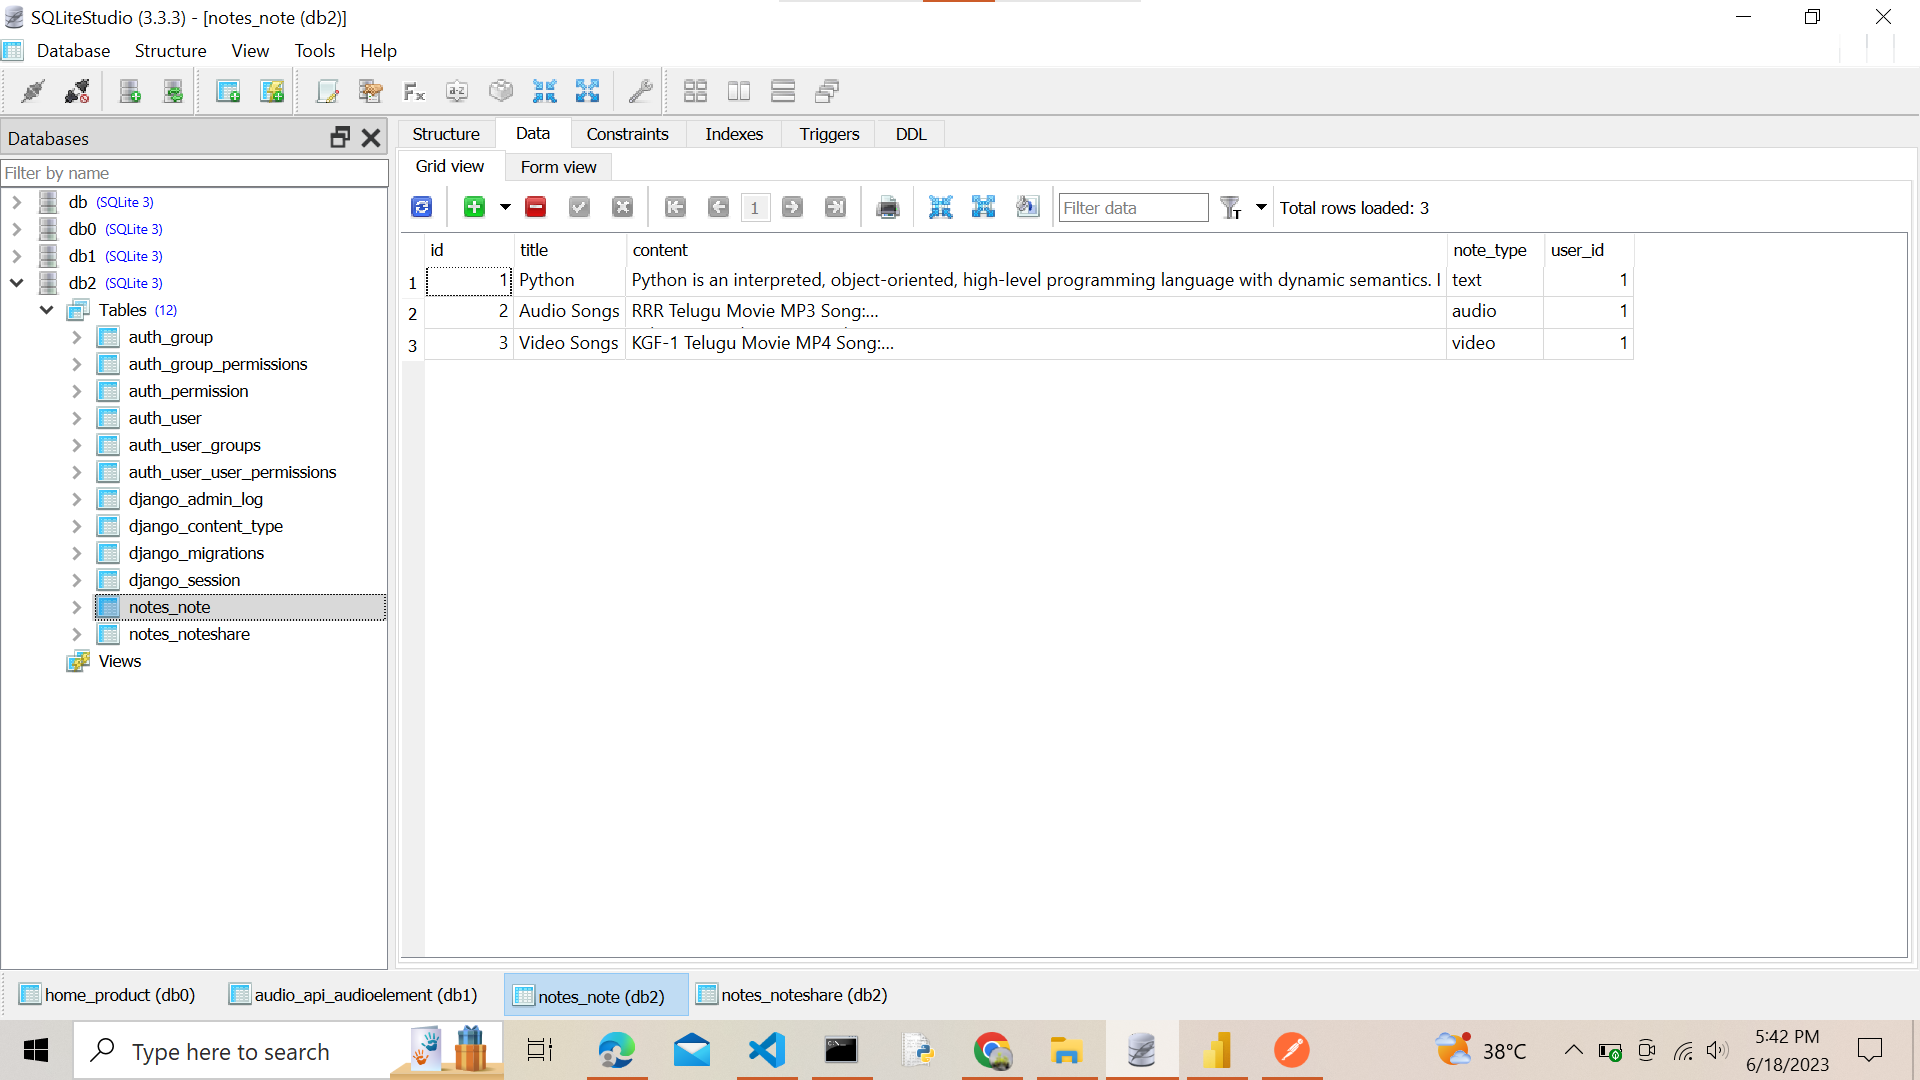 SQLiteStudio (3.3.3) - [notes_note (db2)]
Database Structure View Tools Help
Databases
Filter by name
db (SQLite 3)
db0 (SQLite 3)
db1 (SQLite 3)
db2 (SQLite 3)
Tables (12)
auth_group
auth_group_permissions
auth_permission
auth_user
auth_user_groups
auth_user_user_permissions
django_admin_log
django_content_type
django_migrations
django_session
notes_note
notes_noteshare
Views
Structure Data Constraints Indexes Triggers DDL
Grid view Form view
1 Filter data Total rows loaded: 3
id title content note_type user_id
1 1 Python Python is an interpreted, object-oriented, high-level programming language with dynamic semantics. I text 1
2 2 Audio Songs RRR Telugu Movie MP3 Song:... audio 1
3 3 Video Songs KGF-1 Telugu Movie MP4 Song:... video 1
home_product (db0) audio_api_audioelement (db1) notes_note (db2) notes_noteshare (db2)
Type here to search
38°C
5:42 PM
6/18/2023